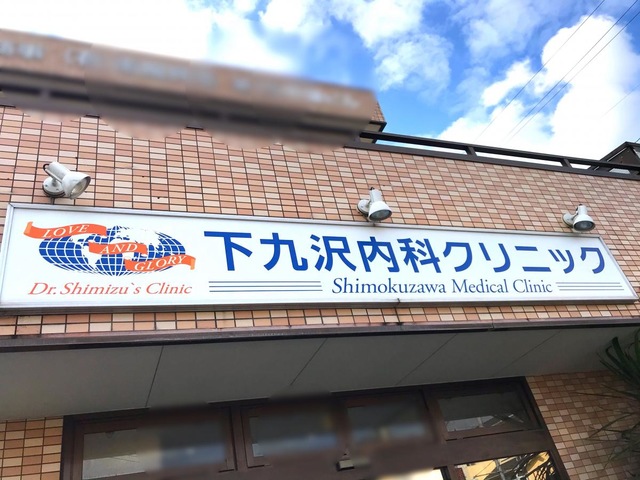 LOVE AND GLORY
Dr.Shimizu`s Clinic
下九沢内科クリニック
Shimokuzawa Medical Clinic